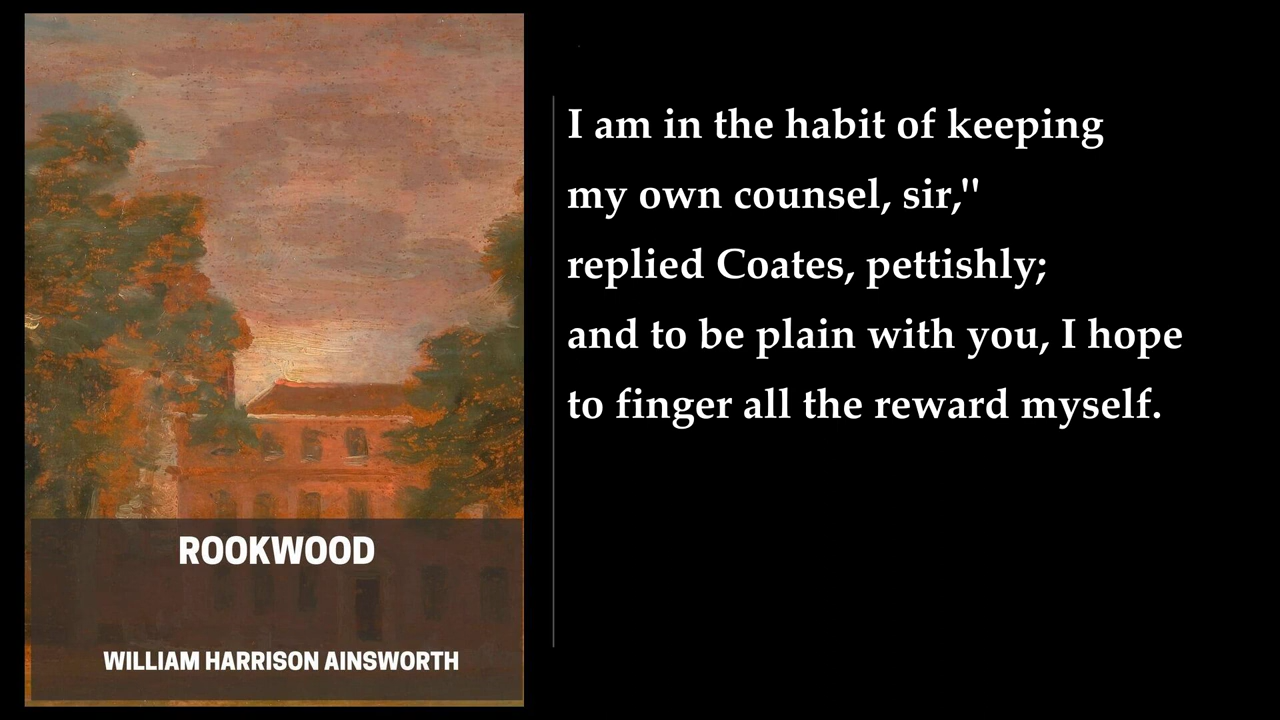 ROOKWOOD
WILLIAM HARRISON AINSWORTH
I am in the habit of keeping
my own counsel, sir,"
replied Coates, pettishly;
and to be plain with you, I hope
to finger all the reward myself.